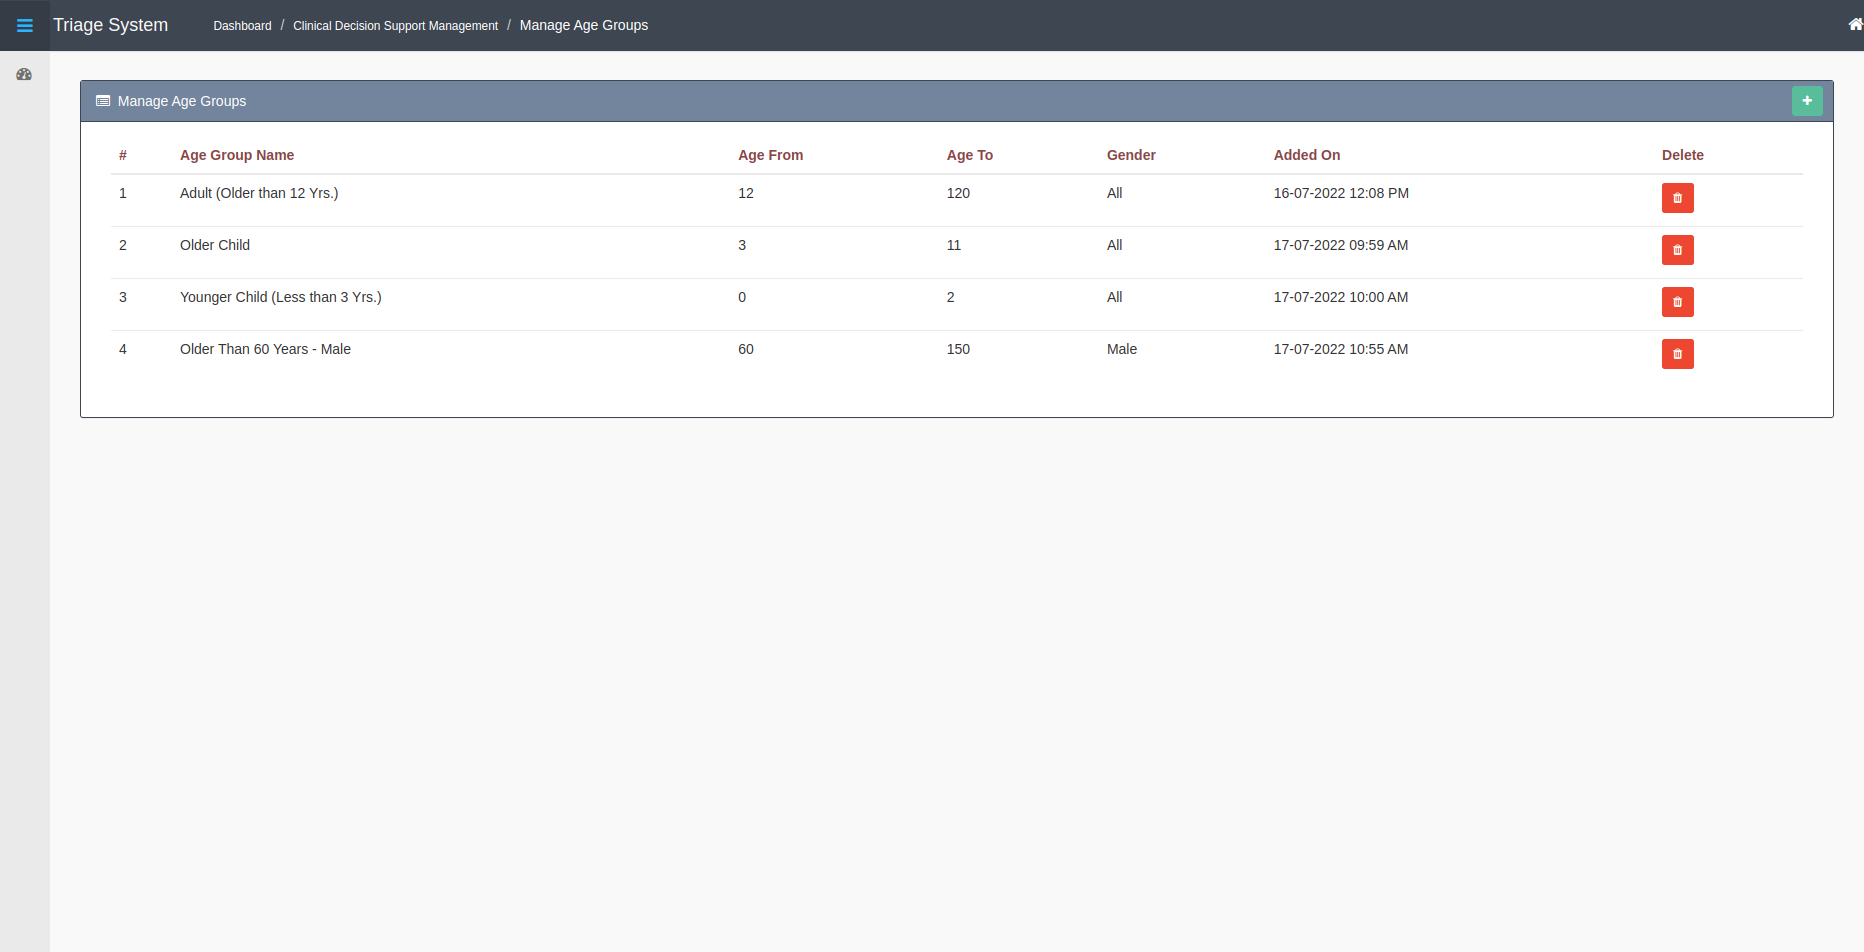 Triage System Dashboard / Clinical Decision Support Management / Manage Age Groups
Manage Age Groups
# Age Group Name Age From Age To Gender Added On Delete
1 Adult (Older than 12 Yrs.) 12 120 All 16-07-2022 12:08 PM
2 Older Child 3 11 All 17-07-2022 09:59 AM
3 Younger Child (Less than 3 Yrs.) 0 2 All 17-07-2022 10:00 AM
4 Older Than 60 Years - Male 60 150 Male 17-07-2022 10:55 AM